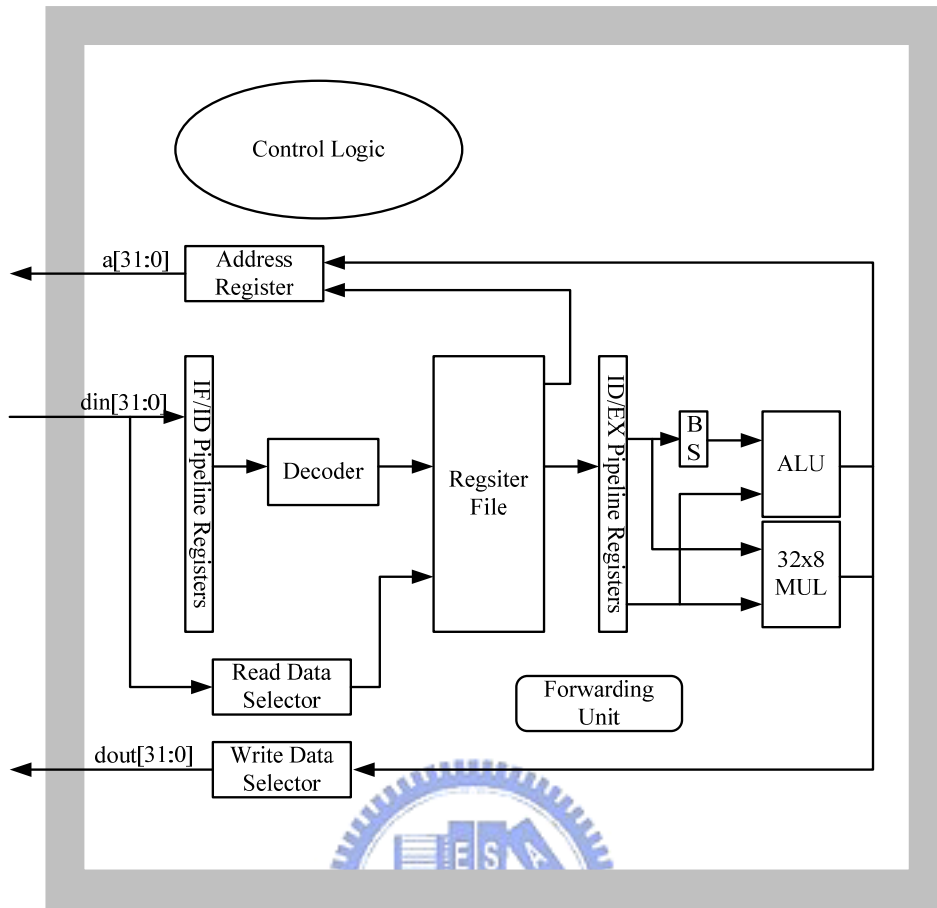 Control Logic
a[31:0]
Address
Register
din[31:0]
IF/ID Pipeline Registers
Decoder
Regsiter
File
ID/EX Pipeline Registers
B
S
ALU
32x8
MUL
Read Data
Selector
Forwarding
Unit
dout[31:0]
Write Data
Selector
E S A